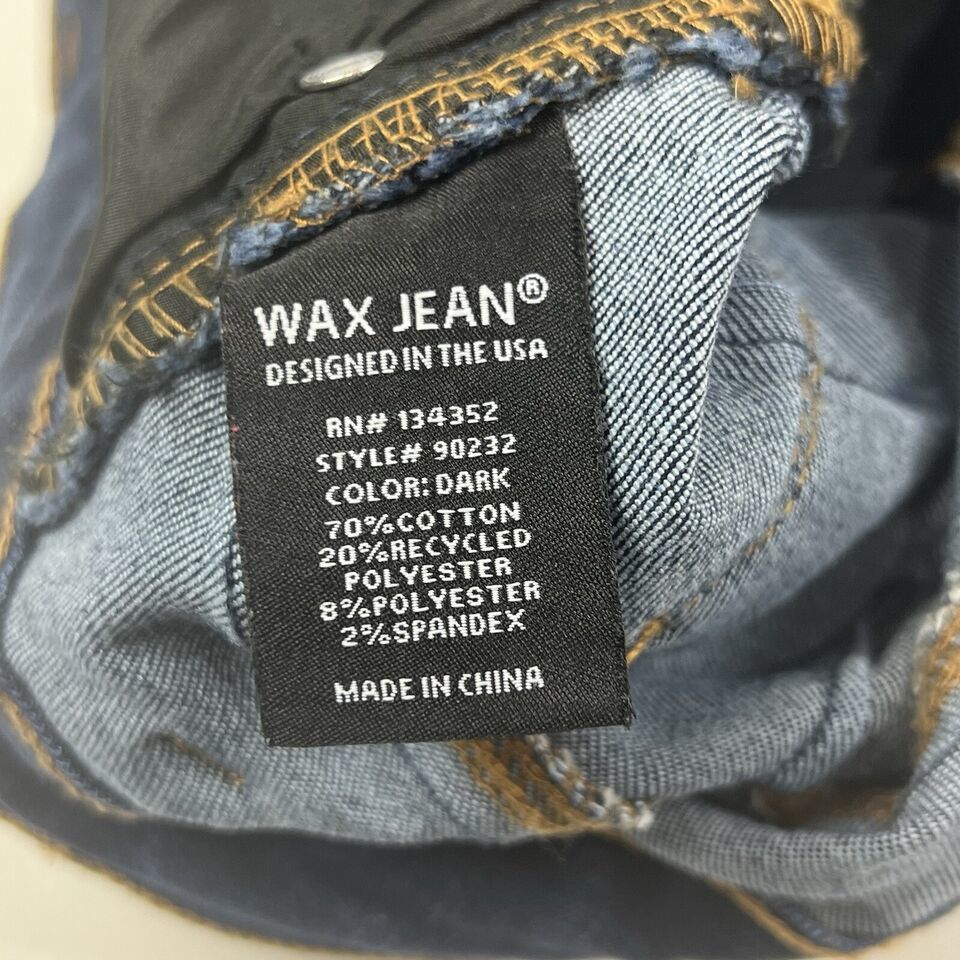 WAX JEAN®
DESIGNED IN THE USA
RN# 134352
STYLE# 90232
COLOR: DARK
70%COTTON
20%RECYCLED
POLYESTER
8%POLYESTER
2%SPANDEX
MADE IN CHINA